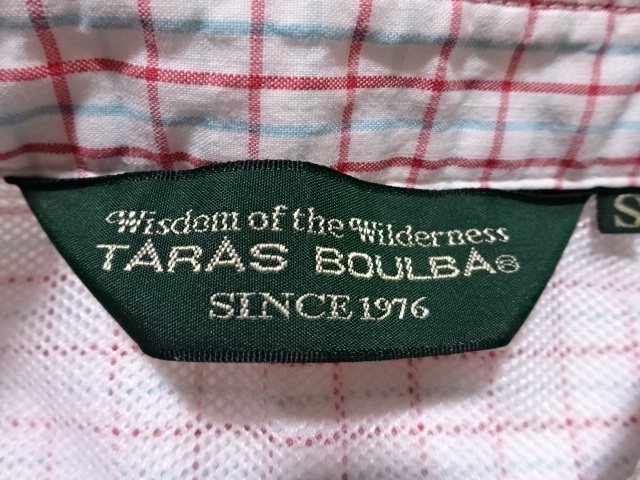 Wisdom of the Wilderness
TARAS BOULBA®
SINCE 1976
S